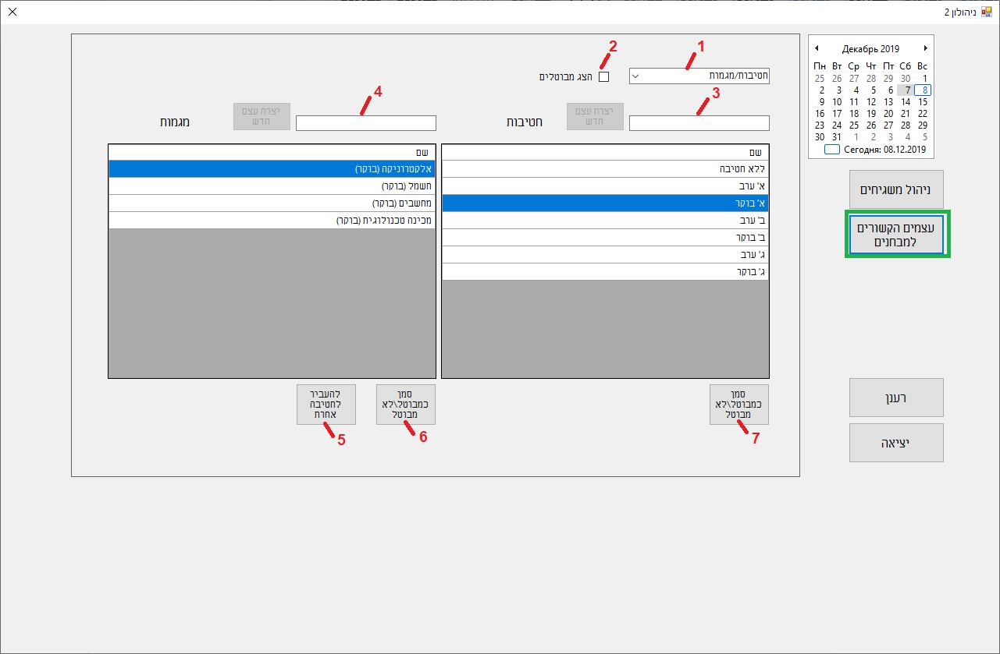 ניהולון 2
Декабрь 2019
Пн Вт Ср Чт Пт Сб Вс
25 26 27 28 29 30 1
2 3 4 5 6 7 8
9 10 11 12 13 14 15
16 17 18 19 20 21 22
23 24 25 26 27 28 29
30 31 1 2 3 4 5
Сегодня: 08.12.2019
ניהול משגיחים
עצמים הקשורים
למבחנים
רענן
יציאה
1
2
חטיבות/מגמות
הצג מבוטלים
3
4
יצרת עצם
חדש
חטיבות
יצרת עצם
חדש
מגמות
שם
ללא חטיבה
א' ערב
א' בוקר
ב' ערב
ב' בוקר
ג' ערב
ג' בוקר
שם
אלקטרוניקה (בוקר)
חשמל (בוקר)
מחשבים (בוקר)
מכינה טכנולוגית (בוקר)
סמן
כמבוטל\לא
מבוטל
7
סמן
כמבוטל\לא
מבוטל
6
להעביר
לחטיבה
אחרת
5